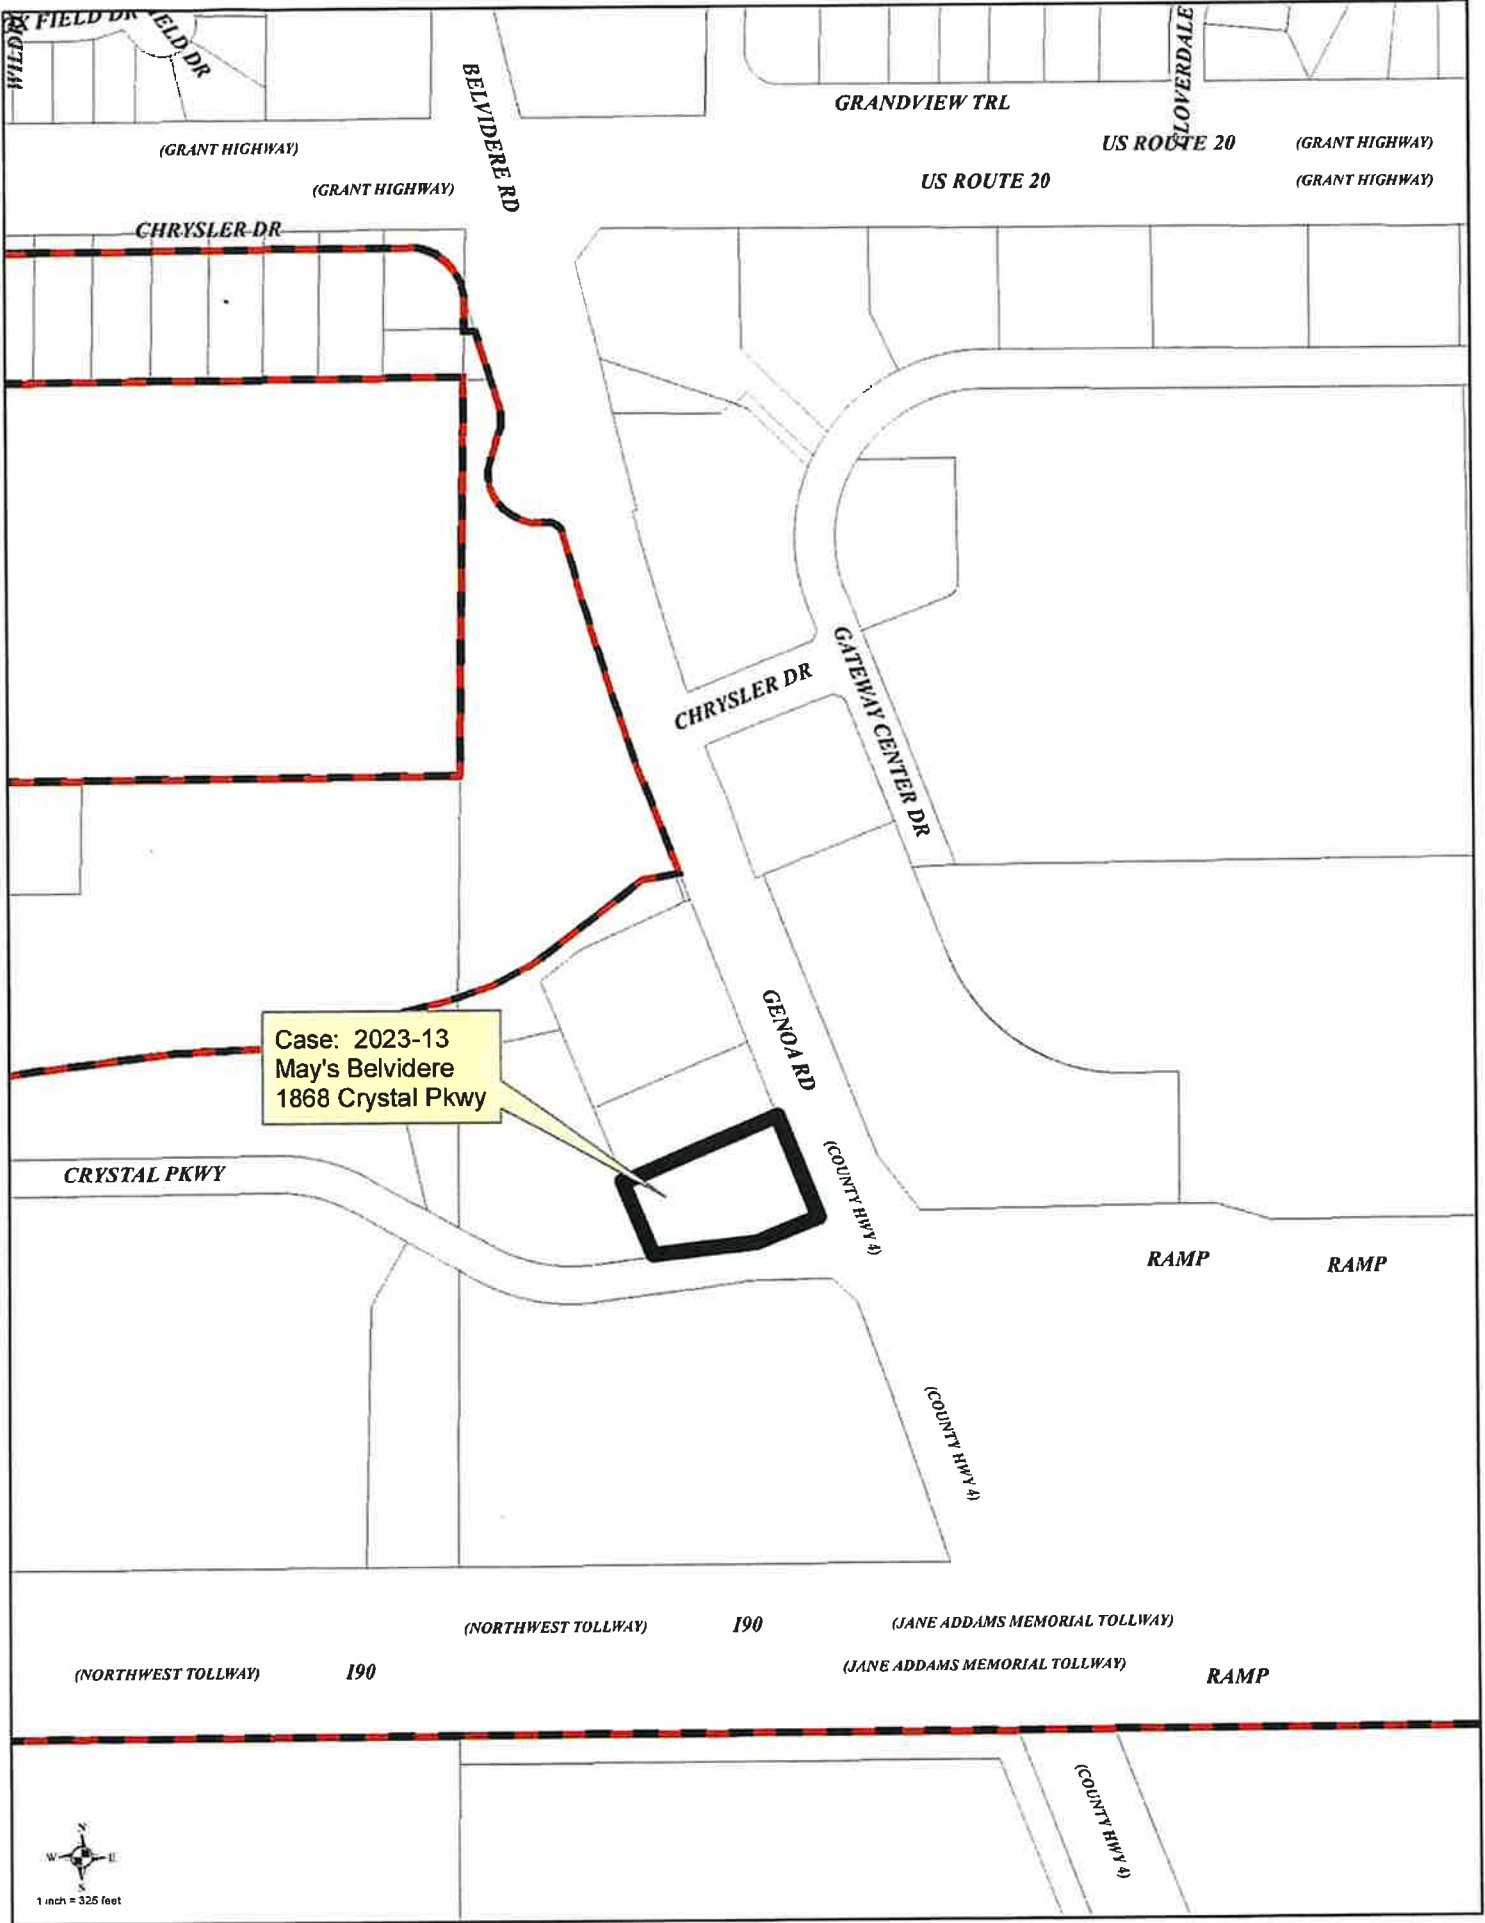 FIELD DR
GRANDVIEW TRL
BELVIDERE RD
(GRANT HIGHWAY)
US ROUTE 20
(GRANT HIGHWAY)
(GRANT HIGHWAY)
US ROUTE 20
(GRANT HIGHWAY)
CHRYSLER DR
CHRYSLER DR
GATEWAY CENTER DR
GENOA RD
Case: 2023-13
May's Belvidere
1868 Crystal Pkwy
CRYSTAL PKWY
(COUNTY HWY 4)
RAMP
RAMP
(COUNTY HWY 4)
(NORTHWEST TOLLWAY)
I90
(JANE ADDAMS MEMORIAL TOLLWAY)
(NORTHWEST TOLLWAY)
I90
(JANE ADDAMS MEMORIAL TOLLWAY)
RAMP
(COUNTY HWY 4)
N
W
E
S
1 inch = 325 feet